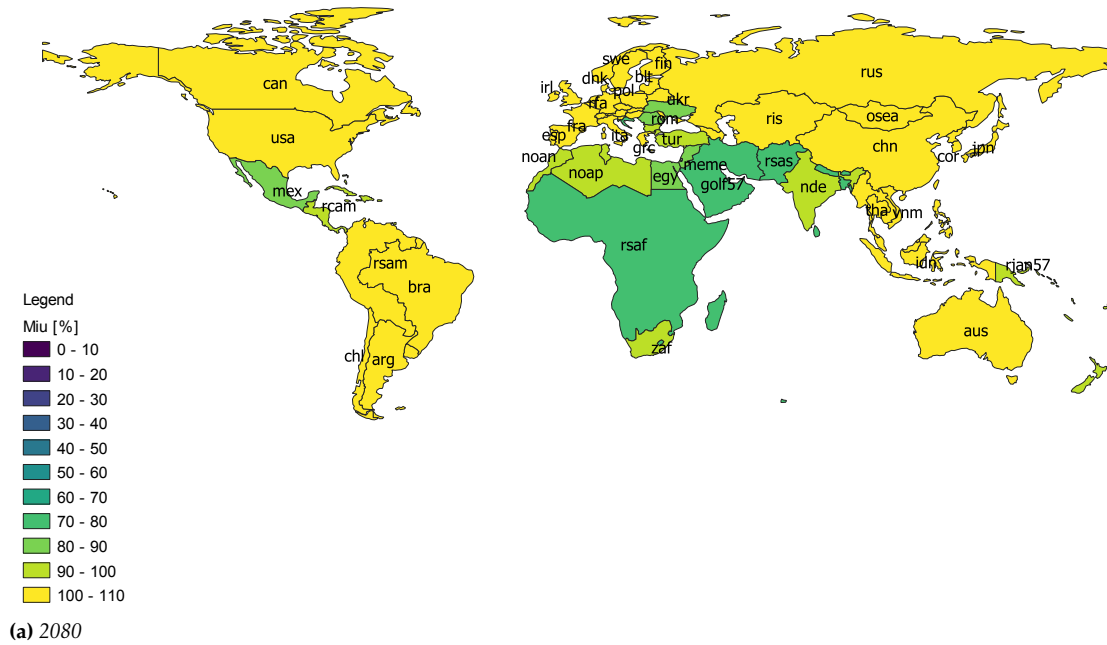 can
usa
mex
rcam
rsam
bra
chl
arg
irl
dnk
swe
fin
blt
pol
rfa
ukr
rom
fra
esp
ita
grc
tur
noan
noap
egy
meme
golf57
rsas
rsaf
zaf
rus
ris
osea
chn
cor
jpn
nde
tha
vnm
idn
rjan57
aus
Legend
Miu [%]
0 - 10
10 - 20
20 - 30
30 - 40
40 - 50
50 - 60
60 - 70
70 - 80
80 - 90
90 - 100
100 - 110
(a) 2080